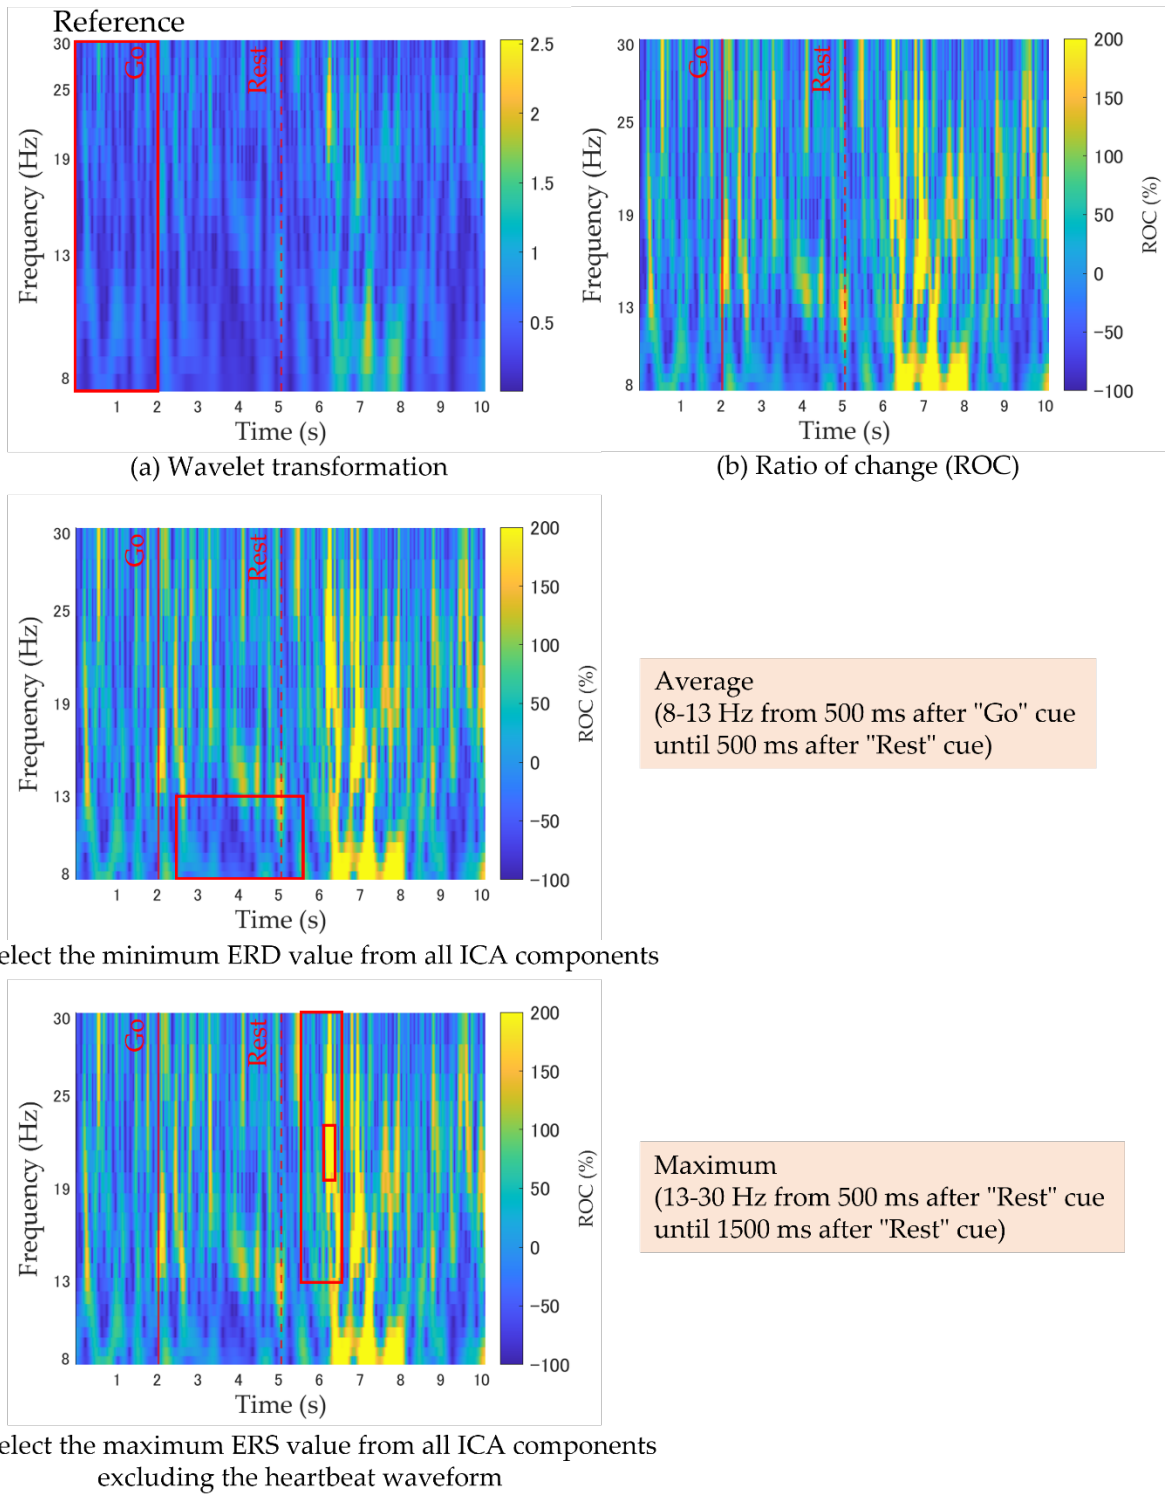 Reference
Go
Rest
30
25
19
13
8
Frequency (Hz)
1 2 3 4 5 6 7 8 9 10
Time (s)
2.5
2
1.5
1
0.5
(a) Wavelet transformation
Go
Rest
30
25
19
13
8
Frequency (Hz)
1 2 3 4 5 6 7 8 9 10
Time (s)
200
150
100
50
0
−50
−100
ROC (%)
(b) Ratio of change (ROC)
Go
Rest
30
25
19
13
8
Frequency (Hz)
1 2 3 4 5 6 7 8 9 10
Time (s)
200
150
100
50
0
−50
−100
ROC (%)
Average
(8-13 Hz from 500 ms after "Go" cue
until 500 ms after "Rest" cue)
elect the minimum ERD value from all ICA components
Go
Rest
30
25
19
13
8
Frequency (Hz)
1 2 3 4 5 6 7 8 9 10
Time (s)
200
150
100
50
0
−50
−100
ROC (%)
Maximum
(13-30 Hz from 500 ms after "Rest" cue
until 1500 ms after "Rest" cue)
elect the maximum ERS value from all ICA components
excluding the heartbeat waveform